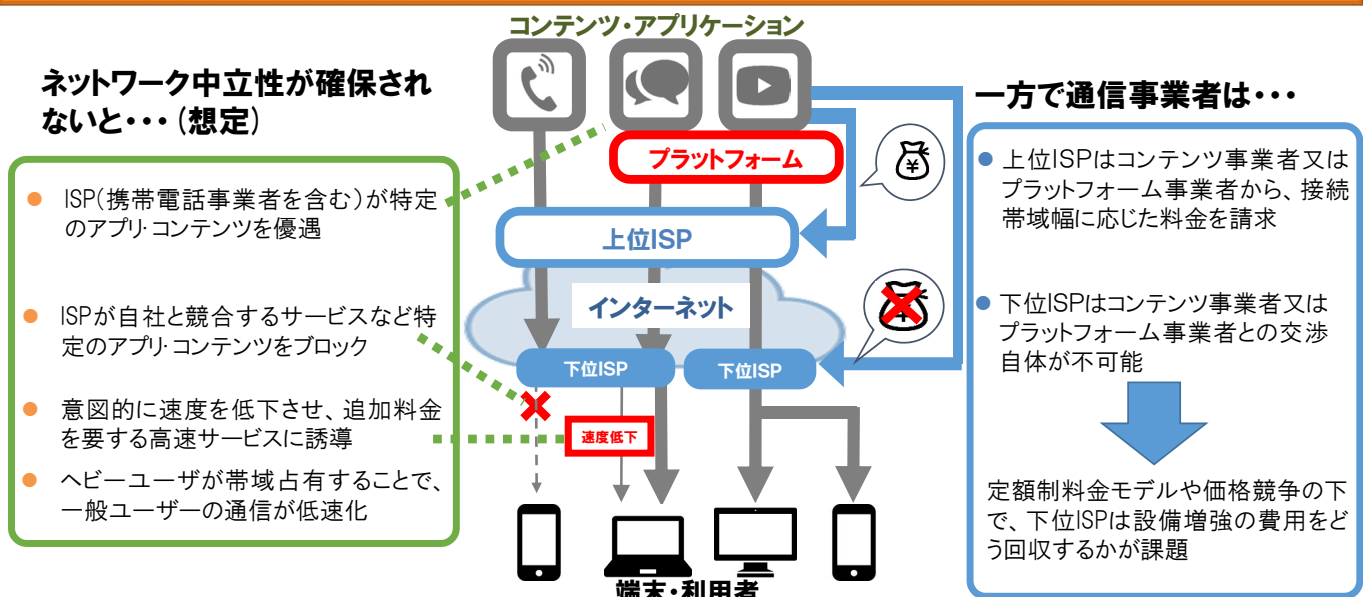 コンテンツ・アプリケーション
ネットワーク中立性が確保され
ないと・・・(想定)
● ISP(携帯電話事業者を含む)が特定
のアプリ・コンテンツを優遇
● ISPが自社と競合するサービスなど特
定のアプリ・コンテンツをブロック
● 意図的に速度を低下させ、追加料金
を要する高速サービスに誘導
● ヘビーユーザが帯域占有することで、
一般ユーザーの通信が低速化
プラットフォーム
¥
上位ISP
インターネット
¥
下位ISP
下位ISP
速度低下
端末・利用者
一方で通信事業者は・・・
● 上位ISPはコンテンツ事業者又は
プラットフォーム事業者から、接続
帯域幅に応じた料金を請求
● 下位ISPはコンテンツ事業者又は
プラットフォーム事業者との交渉
自体が不可能
定額制料金モデルや価格競争の下
で、下位ISPは設備増強の費用をど
う回収するかが課題